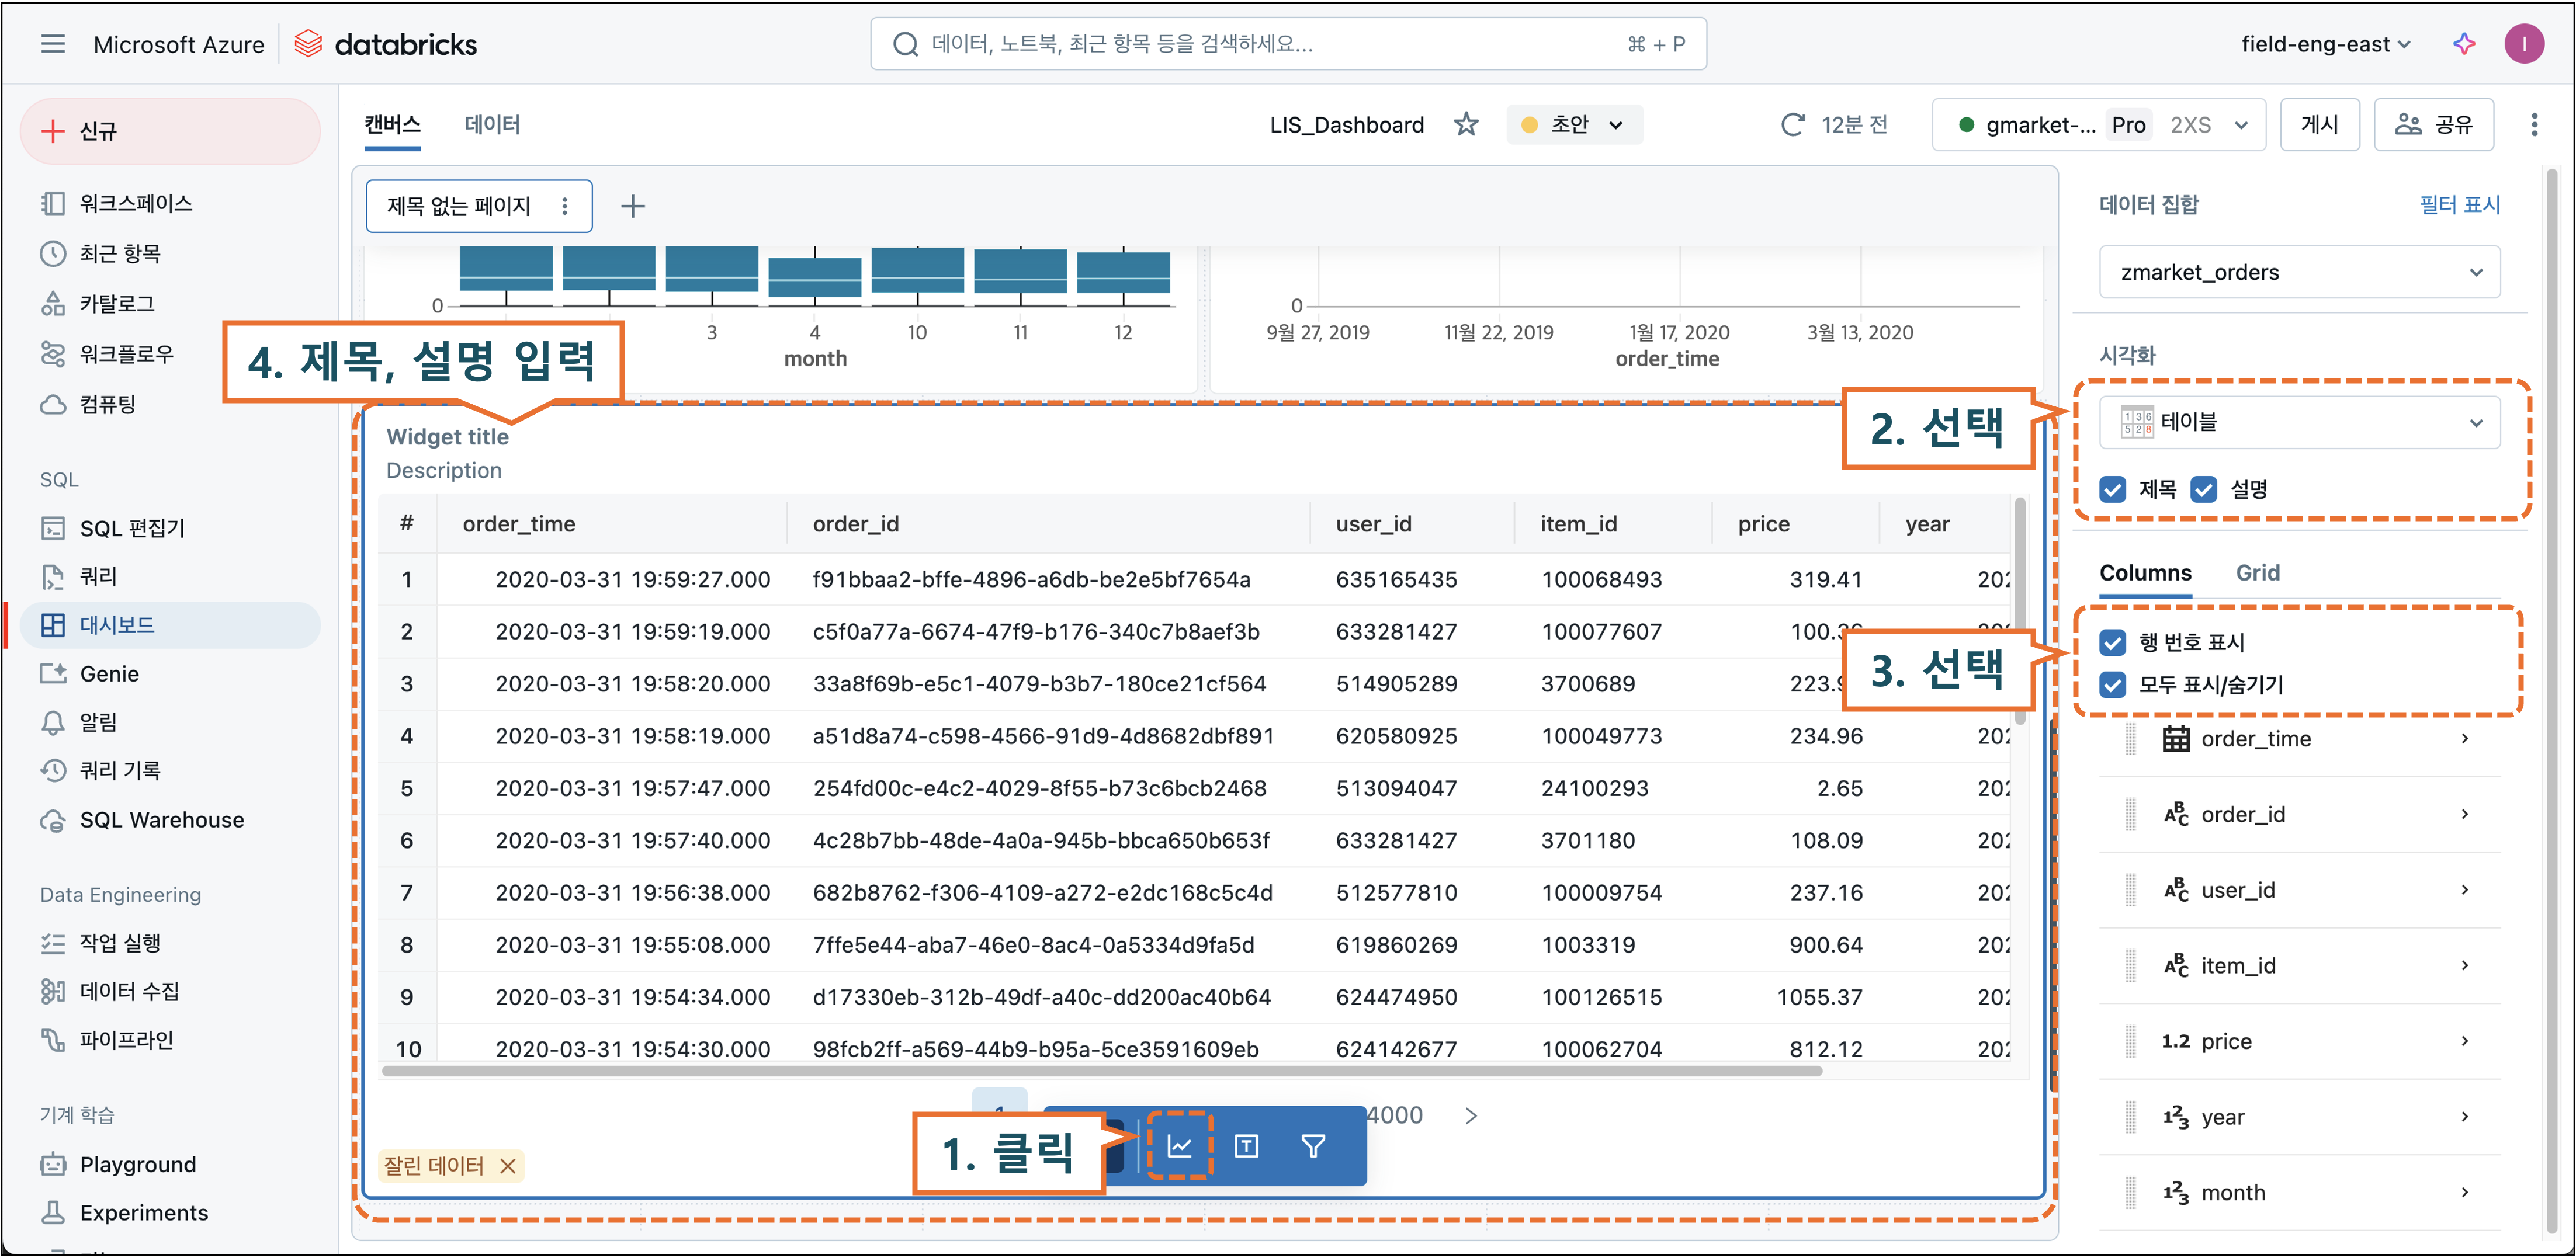 Microsoft Azure databricks
데이터, 노트북, 최근 항목 등을 검색하세요... ⌘ + P
field-eng-east
I
신규
워크스페이스
최근 항목
카탈로그
워크플로우
컴퓨팅
SQL
SQL 편집기
쿼리
대시보드
Genie
알림
쿼리 기록
SQL Warehouse
Data Engineering
작업 실행
데이터 수집
파이프라인
기계 학습
Playground
Experiments
캔버스 데이터
LIS_Dashboard 초안 12분 전 gmarket-... Pro 2XS 게시 공유
제목 없는 페이지
0
3 4 10 11 12
month
0
9월 27, 2019 11월 22, 2019 1월 17, 2020 3월 13, 2020
order_time
4. 제목, 설명 입력
Widget title
Description
# order_time order_id user_id item_id price year
1 2020-03-31 19:59:27.000 f91bbaa2-bffe-4896-a6db-be2e5bf7654a 635165435 100068493 319.41 202
2 2020-03-31 19:59:19.000 c5f0a77a-6674-47f9-b176-340c7b8aef3b 633281427 100077607
3 2020-03-31 19:58:20.000 33a8f69b-e5c1-4079-b3b7-180ce21cf564 514905289 3700689
4 2020-03-31 19:58:19.000 a51d8a74-c598-4566-91d9-4d8682dbf891 620580925 100049773 234.96 202
5 2020-03-31 19:57:47.000 254fd00c-e4c2-4029-8f55-b73c6bcb2468 513094047 24100293 2.65 202
6 2020-03-31 19:57:40.000 4c28b7bb-48de-4a0a-945b-bbca650b653f 633281427 3701180 108.09 202
7 2020-03-31 19:56:38.000 682b8762-f306-4109-a272-e2dc168c5c4d 512577810 100009754 237.16 202
8 2020-03-31 19:55:08.000 7ffe5e44-aba7-46e0-8ac4-0a5334d9fa5d 619860269 1003319 900.64 202
9 2020-03-31 19:54:34.000 d17330eb-312b-49df-a40c-dd200ac40b64 624474950 100126515 1055.37 202
10 2020-03-31 19:54:30.000 98fcb2ff-a569-44b9-b95a-5ce3591609eb 624142677 100062704 812.12 202
4000
잘린 데이터
1. 클릭
2. 선택
3. 선택
데이터 집합 필터 표시
zmarket_orders
시각화
테이블
제목 설명
Columns Grid
행 번호 표시
모두 표시/숨기기
order_time
order_id
user_id
item_id
1.2 price
123 year
123 month